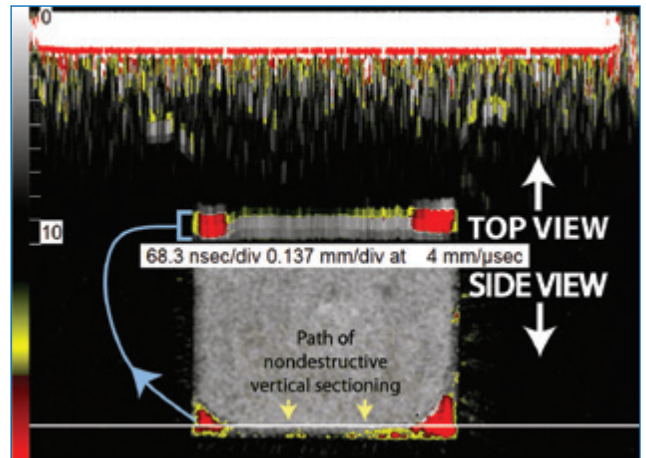 0
10
TOP VIEW
68.3 nsec/div 0.137 mm/div at 4 mm/µsec
SIDE VIEW
Path of
nondestructive
vertical sectioning